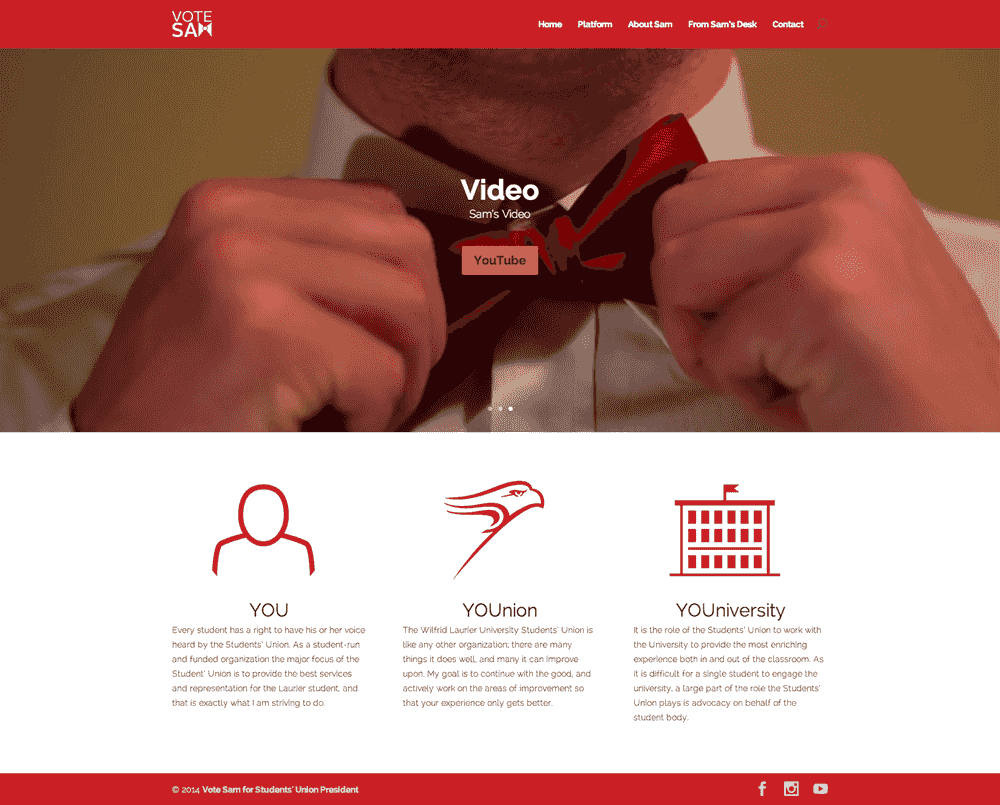 VOTE
SAM
Home Platform About Sam From Sam's Desk Contact
Video
Sam's Video
YouTube
YOU
Every student has a right to have his or her voice
heard by the Students' Union. As a student-run
and funded organization the major focus of the
Student' Union is to provide the best services
and representation for the Laurier student, and
that is exactly what I am striving to do.
YOUnion
The Wilfrid Laurier University Students' Union is
like any other organization; there are many
things it does well, and many it can improve
upon. My goal is to continue with the good, and
actively work on the areas of improvement so
that your experience only gets better.
YOUniversity
It is the role of the Students' Union to work with
the University to provide the most enriching
experience both in and out of the classroom. As
it is difficult for a single student to engage the
university, a large part of the role the Students'
Union plays is advocacy on behalf of the
student body.
© 2014 Vote Sam for Students' Union President